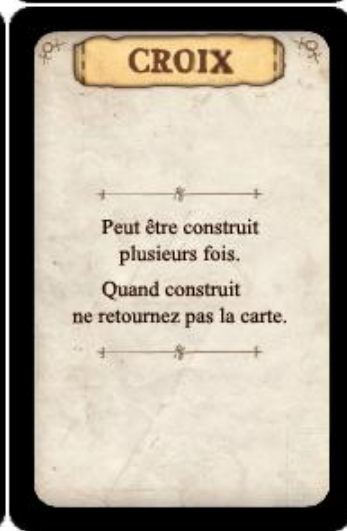 CROIX
Peut être construit
plusieurs fois.
Quand construit
ne retournez pas la carte.